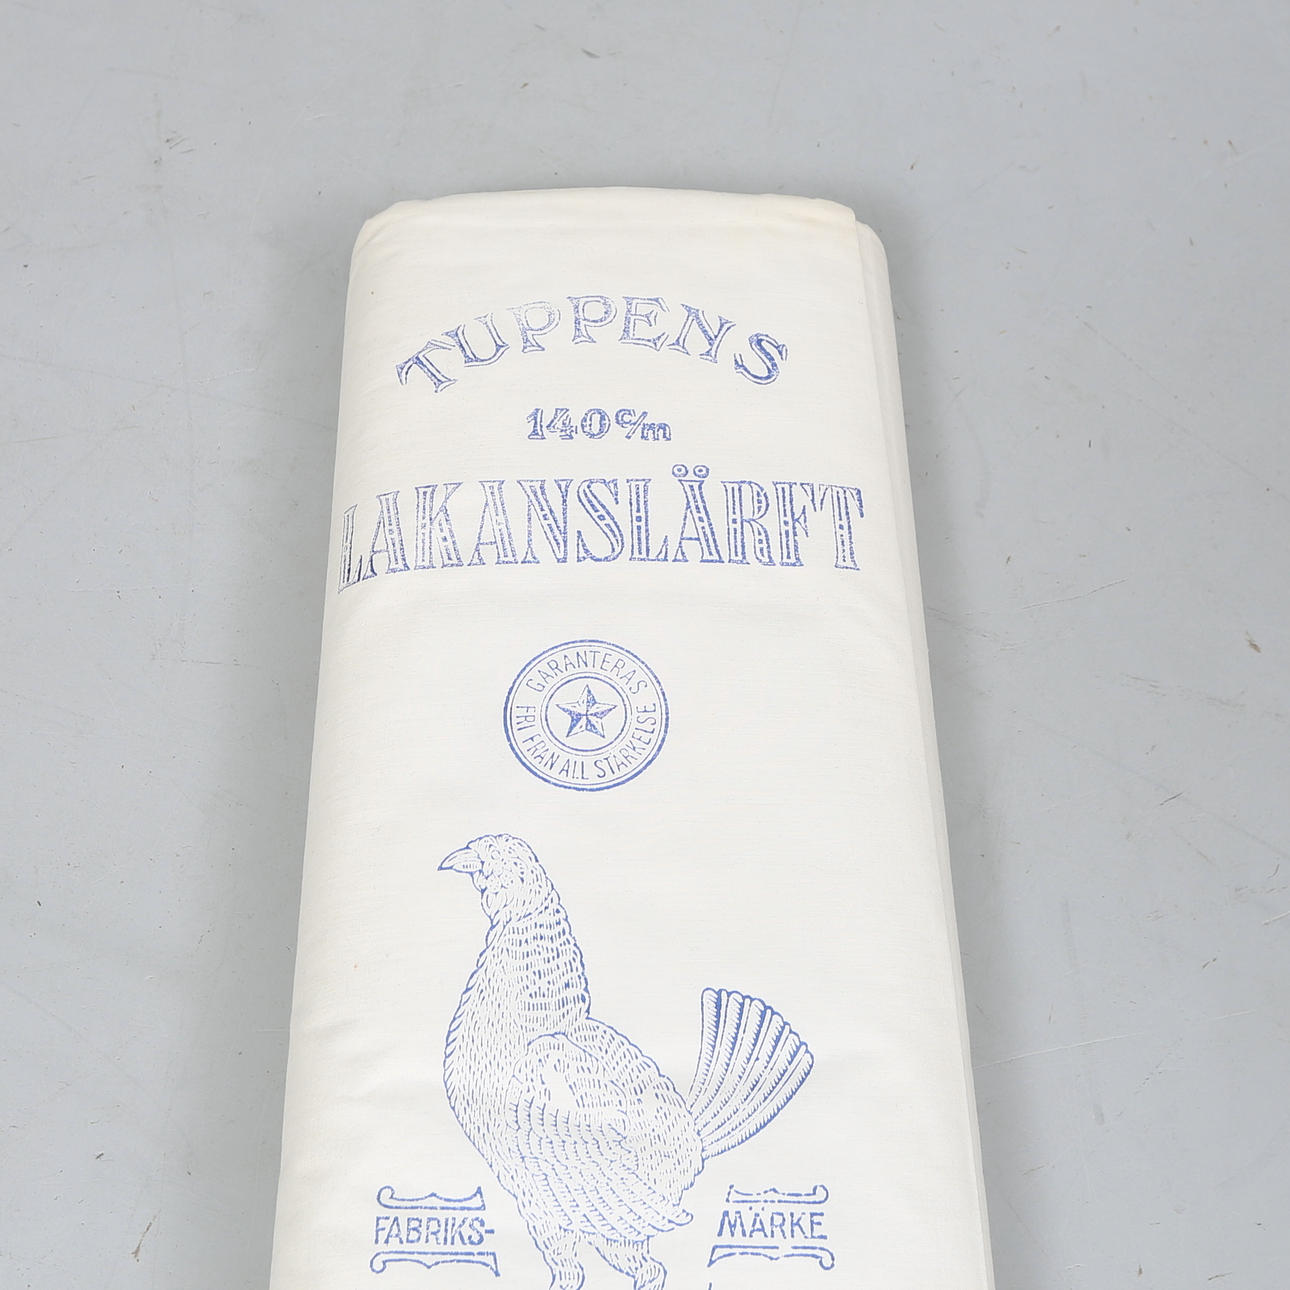 TUPPENS
140 c/m
LAKANSLÄRFT
GARANTERAS
FRI FRÅN ALL STÄRKELSE
FABRIKS- MÄRKE